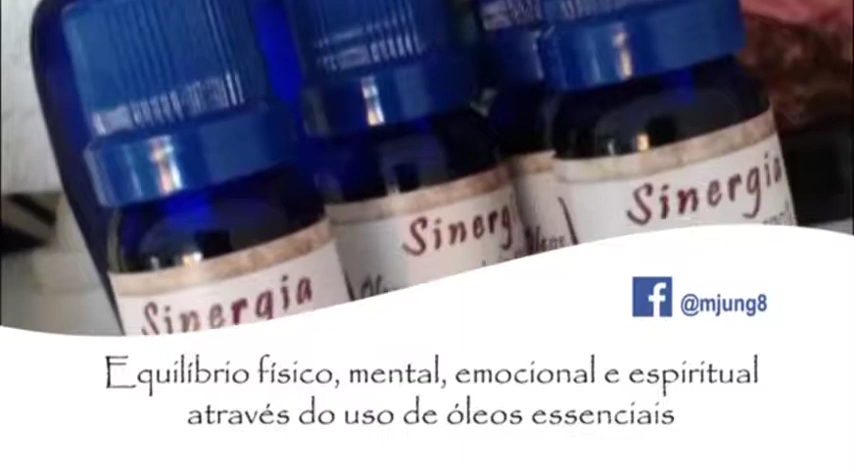 Sinergia
Sinerg
Sinergia
@mjung8
Equilíbrio físico, mental, emocional e espiritual
através do uso de óleos essenciais